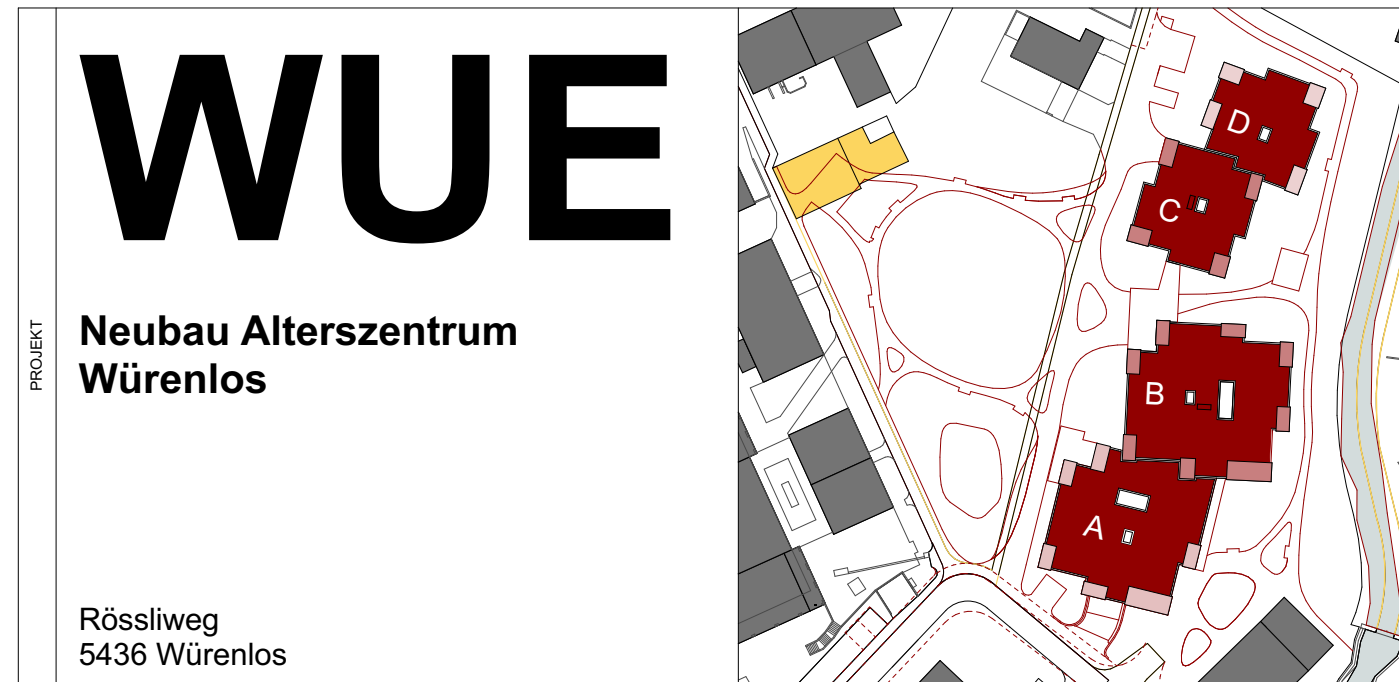 PROJEKT
WUE
Neubau Alterszentrum
Würenlos
Rössliweg
5436 Würenlos
D
C
B
A